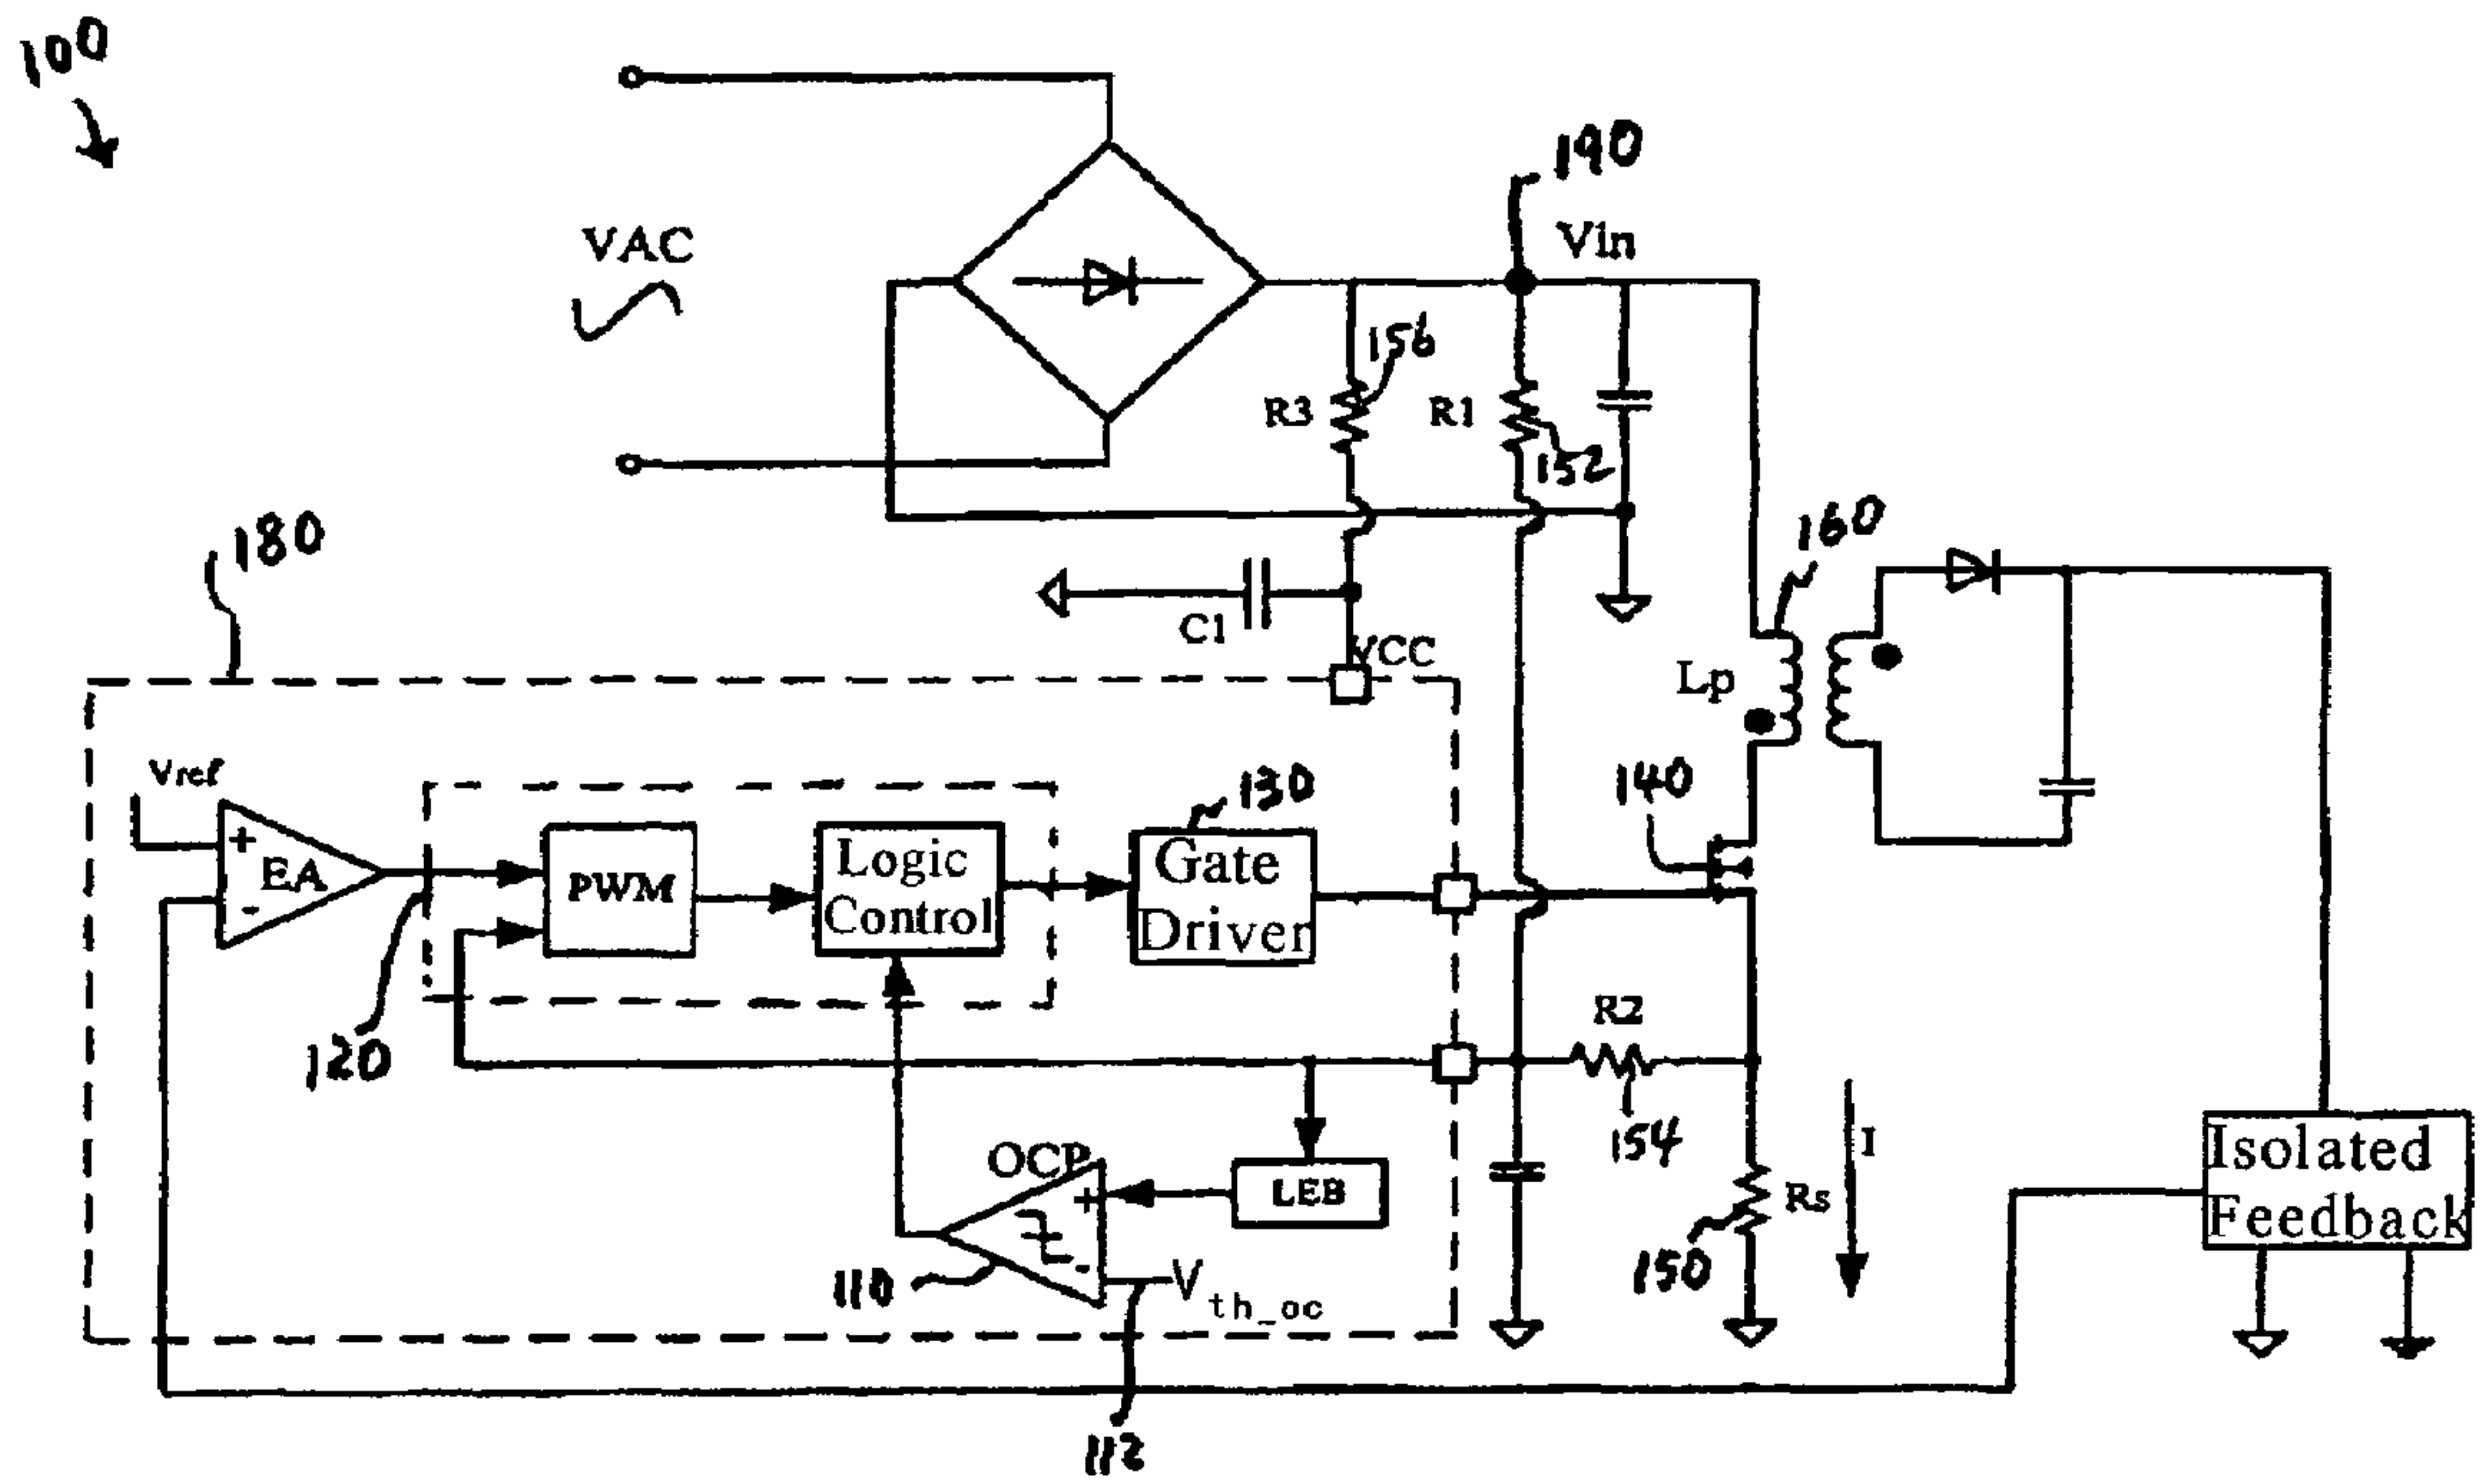 100
190
Vin
VAC
156
R3
R1
152
180
160
C1
VCC
Lp
Vref
140
130
+
EA
-
PWM
Logic
Control
Gate
Driver
R2
120
154
I
OCP
+
LEB
Rs
Isolated
Feedback
110
-
Vth_oc
150
112